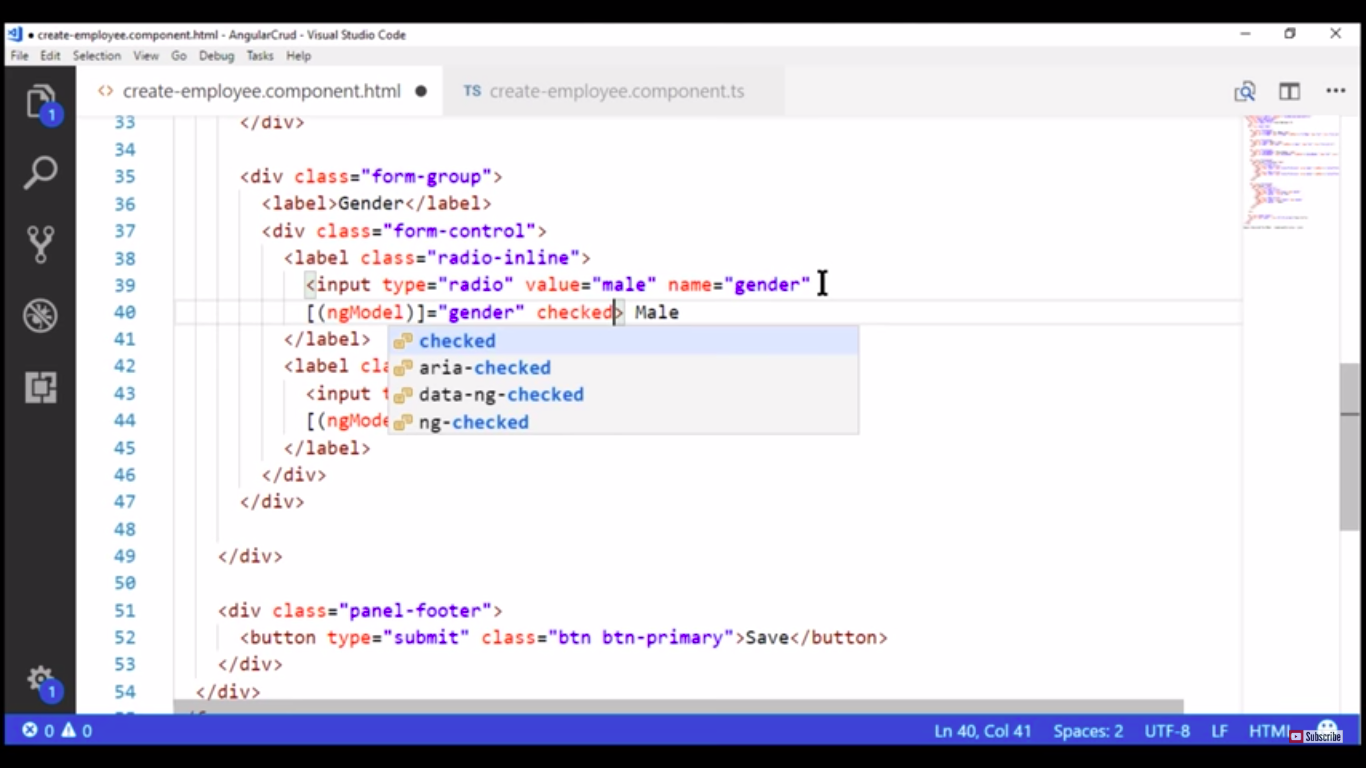 create-employee.component.html - AngularCrud - Visual Studio Code
File Edit Selection View Go Debug Tasks Help
<> create-employee.component.html ● TS create-employee.component.ts
1
33 </div>
34
35 <div class="form-group">
36 <label>Gender</label>
37 <div class="form-control">
38 <label class="radio-inline">
39 <input type="radio" value="male" name="gender"
40 [(ngModel)]="gender" checked> Male
41 </label>
checked
42 <label cla
aria-checked
43 <input t
data-ng-checked
44 [(ngMode
ng-checked
45 </label>
46 </div>
47 </div>
48
49 </div>
50
51 <div class="panel-footer">
52 <button type="submit" class="btn btn-primary">Save</button>
53 </div>
54 </div>
1
0 0 Ln 40, Col 41 Spaces: 2 UTF-8 LF HTML
Subscribe